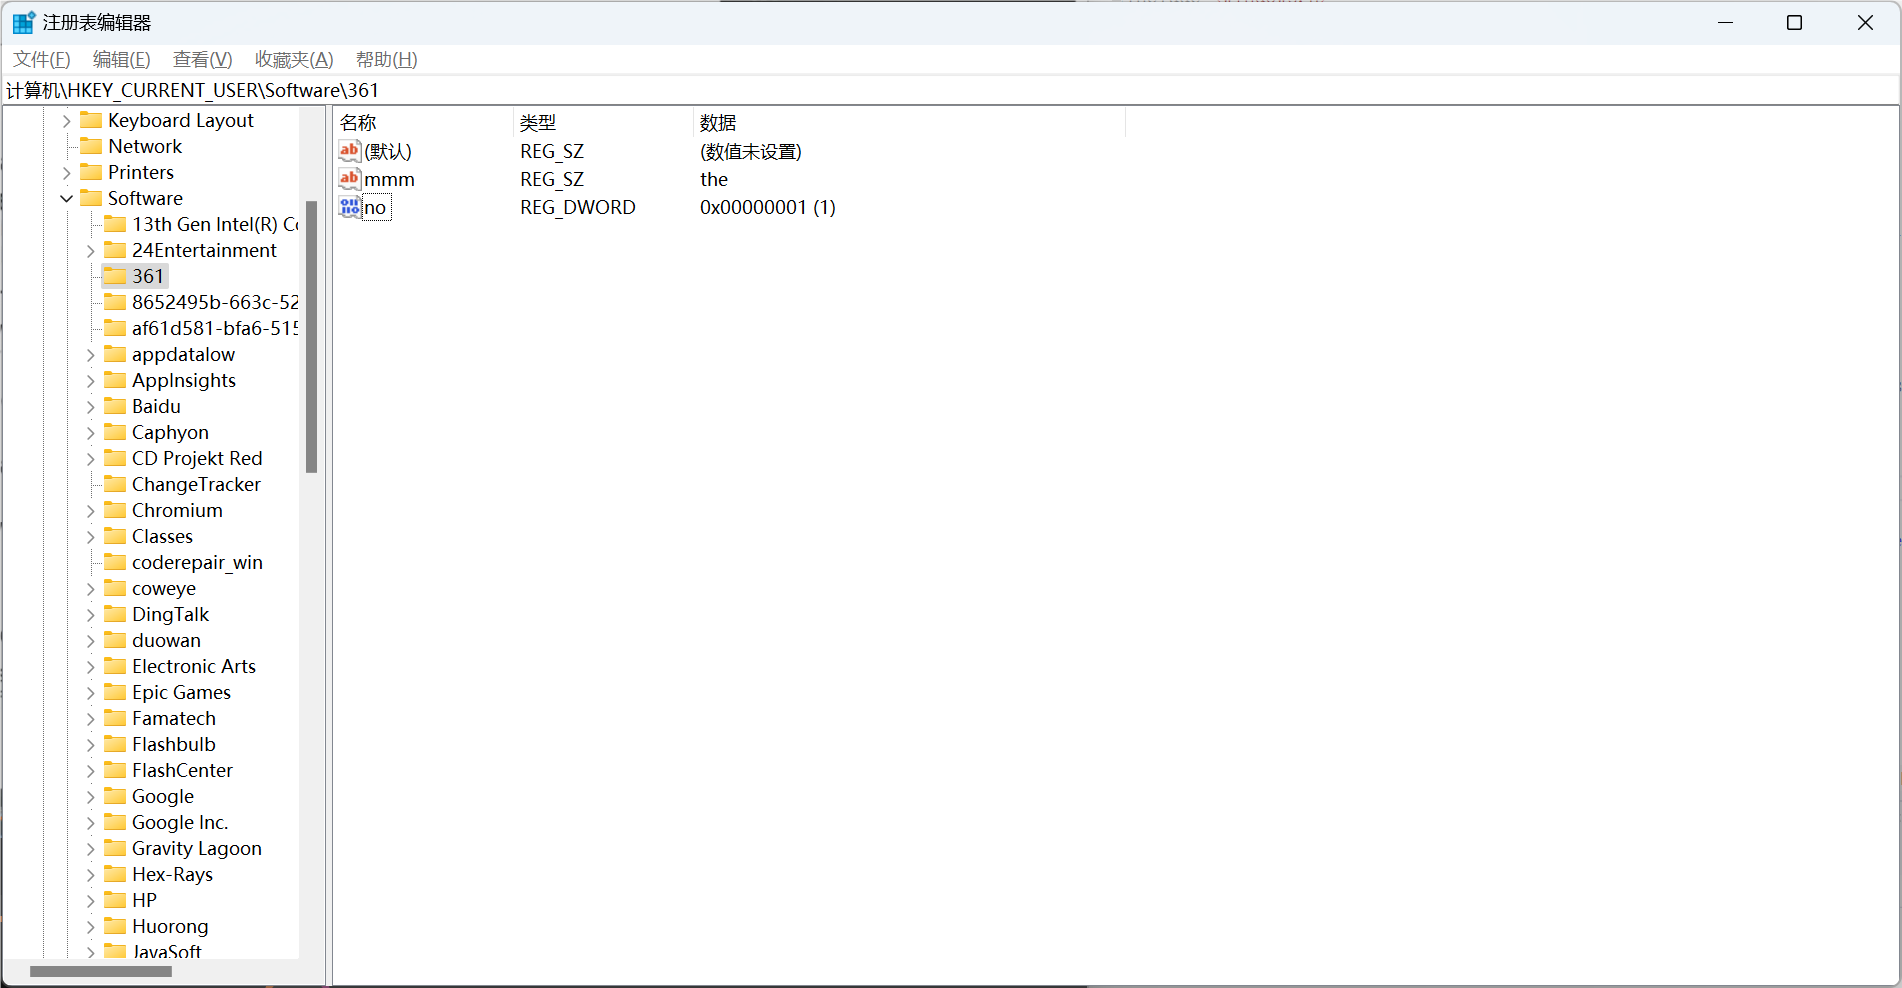 注册表编辑器
文件(F) 编辑(E) 查看(V) 收藏夹(A) 帮助(H)
计算机\HKEY_CURRENT_USER\Software\361
Keyboard Layout
Network
Printers
Software
13th Gen Intel(R) Co
24Entertainment
361
8652495b-663c-52
af61d581-bfa6-515
appdatalow
AppInsights
Baidu
Caphyon
CD Projekt Red
ChangeTracker
Chromium
Classes
coderepair_win
coweye
DingTalk
duowan
Electronic Arts
Epic Games
Famatech
Flashbulb
FlashCenter
Google
Google Inc.
Gravity Lagoon
Hex-Rays
HP
Huorong
JavaSoft
名称 类型 数据
(默认) REG_SZ (数值未设置)
mmm REG_SZ the
no REG_DWORD 0x00000001 (1)